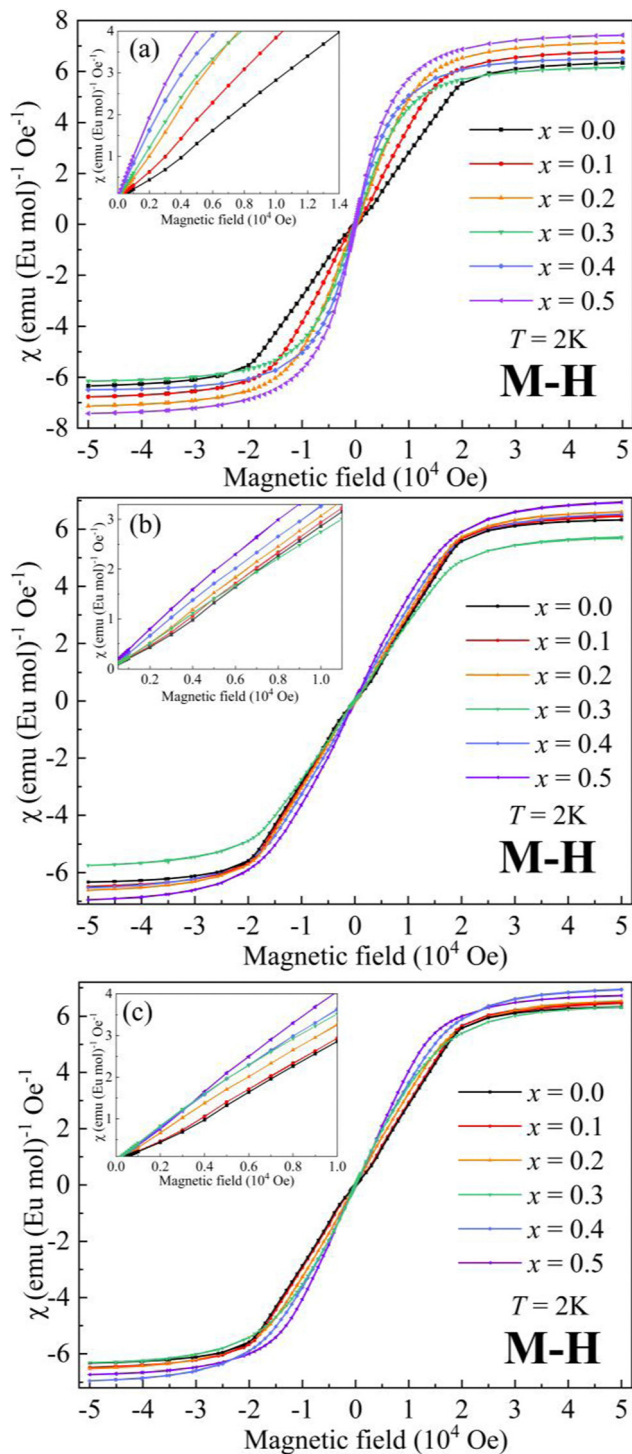 (a)
χ (emu (Eu mol)⁻¹ Oe⁻¹)
4
3
2
1
0.0 0.2 0.4 0.6 0.8 1.0 1.2 1.4
Magnetic field (10⁴ Oe)
χ (emu (Eu mol)⁻¹ Oe⁻¹
8
6
4
2
0
-2
-4
-6
-8
x = 0.0
x = 0.1
x = 0.2
x = 0.3
x = 0.4
x = 0.5
T = 2K
M-H
-5 -4 -3 -2 -1 0 1 2 3 4 5
Magnetic field (10⁴ Oe)
(b)
χ (emu (Eu mol)⁻¹ Oe⁻¹)
3
2
1
0
0.2 0.4 0.6 0.8 1.0
Magnetic field (10⁴ Oe)
χ (emu (Eu mol)⁻¹ Oe⁻¹
6
4
2
0
-2
-4
-6
x = 0.0
x = 0.1
x = 0.2
x = 0.3
x = 0.4
x = 0.5
T = 2K
M-H
-5 -4 -3 -2 -1 0 1 2 3 4 5
Magnetic field (10⁴ Oe)
(c)
χ (emu (Eu mol)⁻¹ Oe⁻¹)
4
3
2
1
0.0 0.2 0.4 0.6 0.8 1.0
Magnetic field (10⁴ Oe)
χ (emu (Eu mol)⁻¹ Oe⁻¹
6
4
2
0
-2
-4
-6
x = 0.0
x = 0.1
x = 0.2
x = 0.3
x = 0.4
x = 0.5
T = 2K
M-H
-5 -4 -3 -2 -1 0 1 2 3 4 5
Magnetic field (10⁴ Oe)